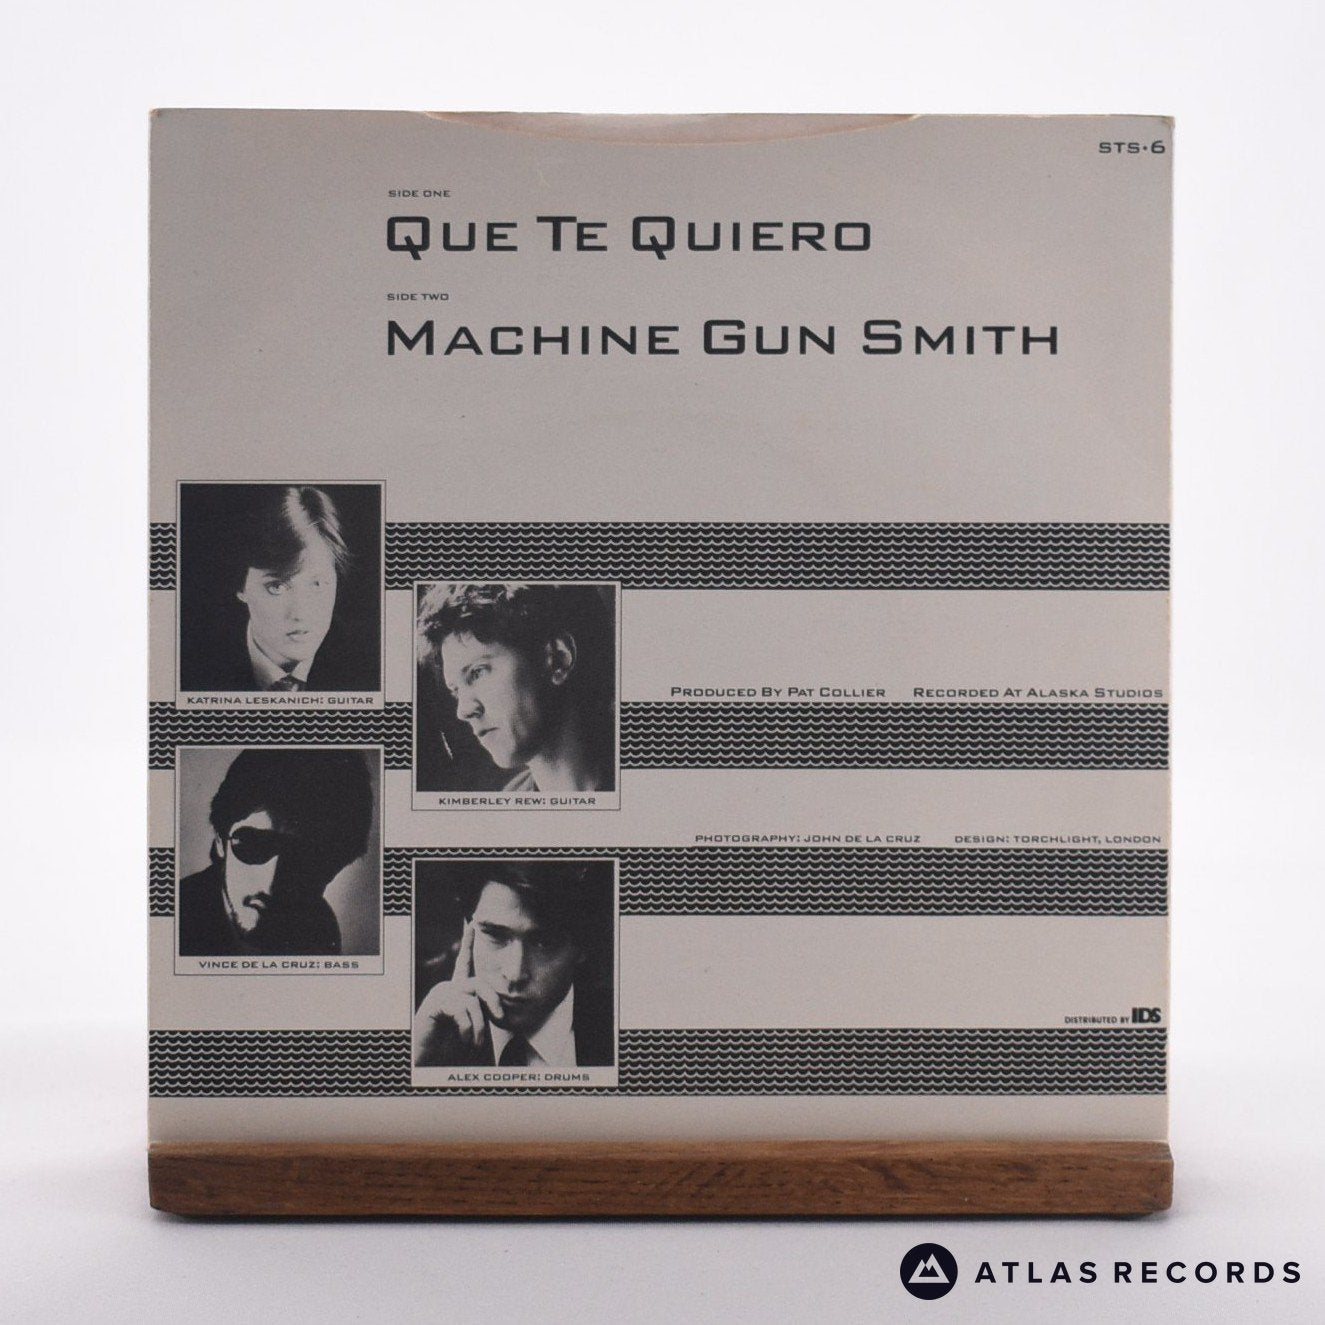 STS·6
SIDE ONE
QUE TE QUIERO
SIDE TWO
MACHINE GUN SMITH
KATRINA LESKANICH: GUITAR
PRODUCED BY PAT COLLIER RECORDED AT ALASKA STUDIOS
KIMBERLEY REW: GUITAR
PHOTOGRAPHY: JOHN DE LA CRUZ DESIGN: TORCHLIGHT, LONDON
VINCE DE LA CRUZ: BASS
DISTRIBUTED BY IDS
ALEX COOPER: DRUMS
ATLAS RECORDS